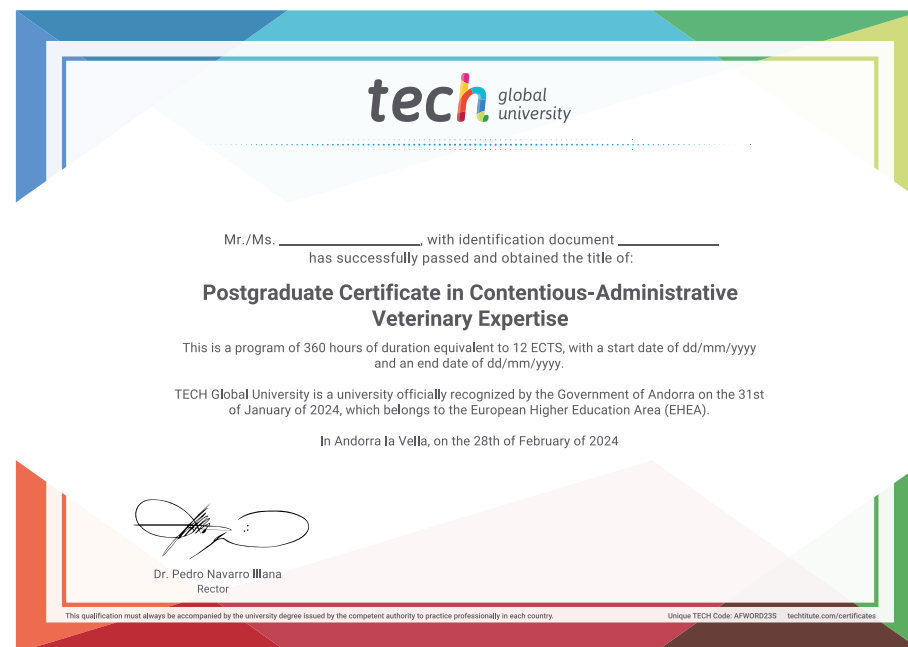 tech global university
Mr./Ms. ____________________, with identification document ______________
has successfully passed and obtained the title of:
Postgraduate Certificate in Contentious-Administrative
Veterinary Expertise
This is a program of 360 hours of duration equivalent to 12 ECTS, with a start date of dd/mm/yyyy
and an end date of dd/mm/yyyy.
TECH Global University is a university officially recognized by the Government of Andorra on the 31st
of January of 2024, which belongs to the European Higher Education Area (EHEA).
In Andorra la Vella, on the 28th of February of 2024
Dr. Pedro Navarro Illana
Rector
This qualification must always be accompanied by the university degree issued by the competent authority to practice professionally in each country. Unique TECH Code: AFWORD23S techtitute.com/certificates